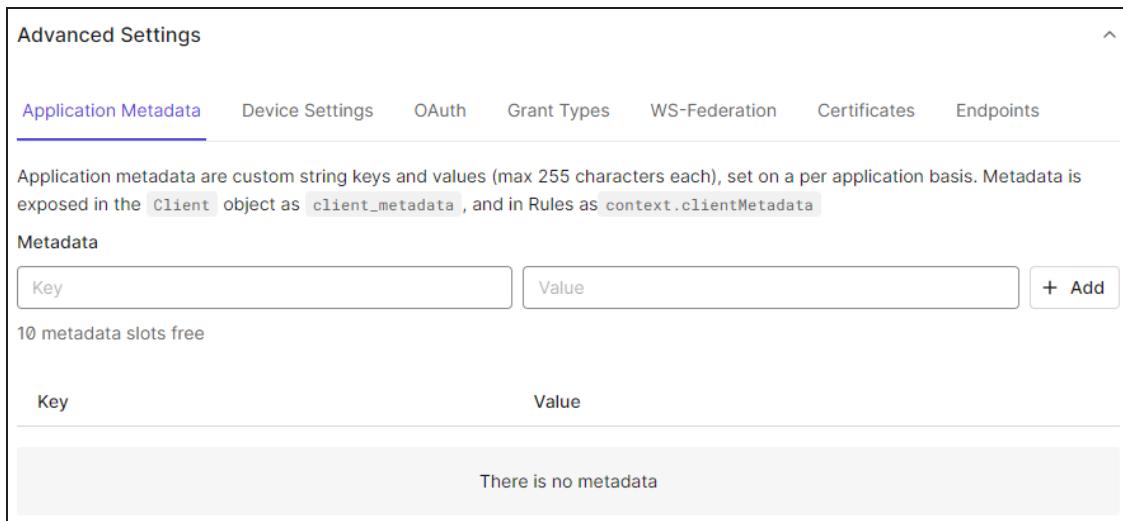 Advanced Settings
Application Metadata Device Settings OAuth Grant Types WS-Federation Certificates Endpoints
Application metadata are custom string keys and values (max 255 characters each), set on a per application basis. Metadata is
exposed in the Client object as client_metadata , and in Rules as context.clientMetadata
Metadata
Key Value + Add
10 metadata slots free
Key Value
There is no metadata